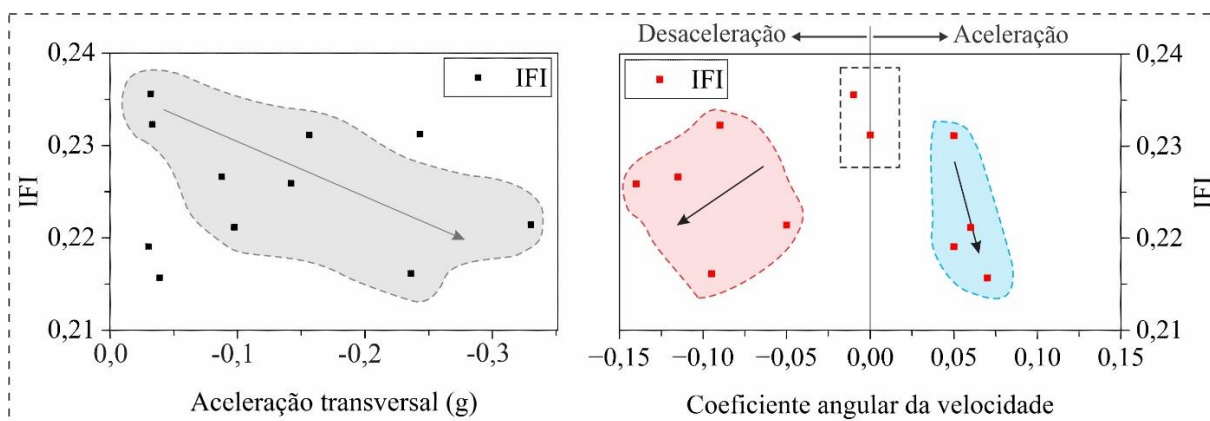 IFI
0,24
0,23
0,22
0,21
IFI
0,0
-0,1
-0,2
-0,3
Aceleração transversal (g)
Desaceleração
Aceleração
IFI
0,24
0,23
0,22
0,21
IFI
−0,15
−0,10
−0,05
0,00
0,05
0,10
0,15
Coeficiente angular da velocidade